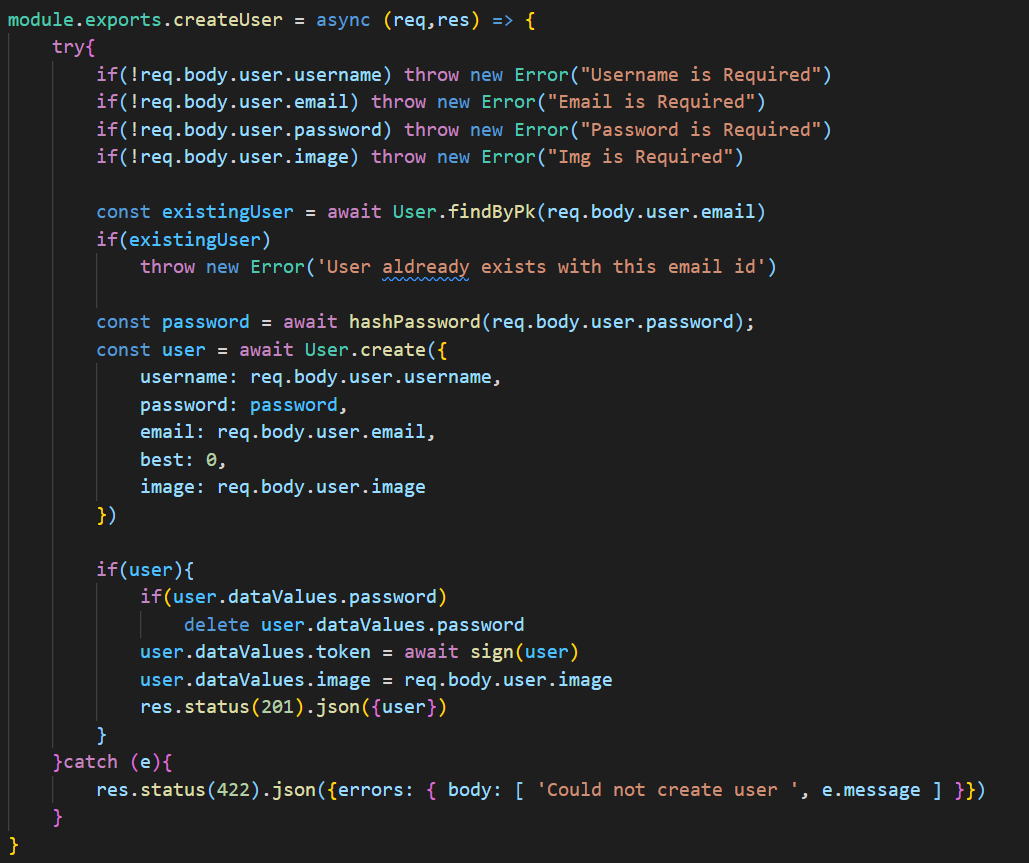 module.exports.createUser = async (req,res) => {
    try{
        if(!req.body.user.username) throw new Error("Username is Required")
        if(!req.body.user.email) throw new Error("Email is Required")
        if(!req.body.user.password) throw new Error("Password is Required")
        if(!req.body.user.image) throw new Error("Img is Required")

        const existingUser = await User.findByPk(req.body.user.email)
        if(existingUser)
            throw new Error('User aldready exists with this email id')

        const password = await hashPassword(req.body.user.password);
        const user = await User.create({
            username: req.body.user.username,
            password: password,
            email: req.body.user.email,
            best: 0,
            image: req.body.user.image
        })

        if(user){
            if(user.dataValues.password)
                delete user.dataValues.password
            user.dataValues.token = await sign(user)
            user.dataValues.image = req.body.user.image
            res.status(201).json({user})
        }
    }catch (e){
        res.status(422).json({errors: { body: [ 'Could not create user ', e.message ] }})
    }
}